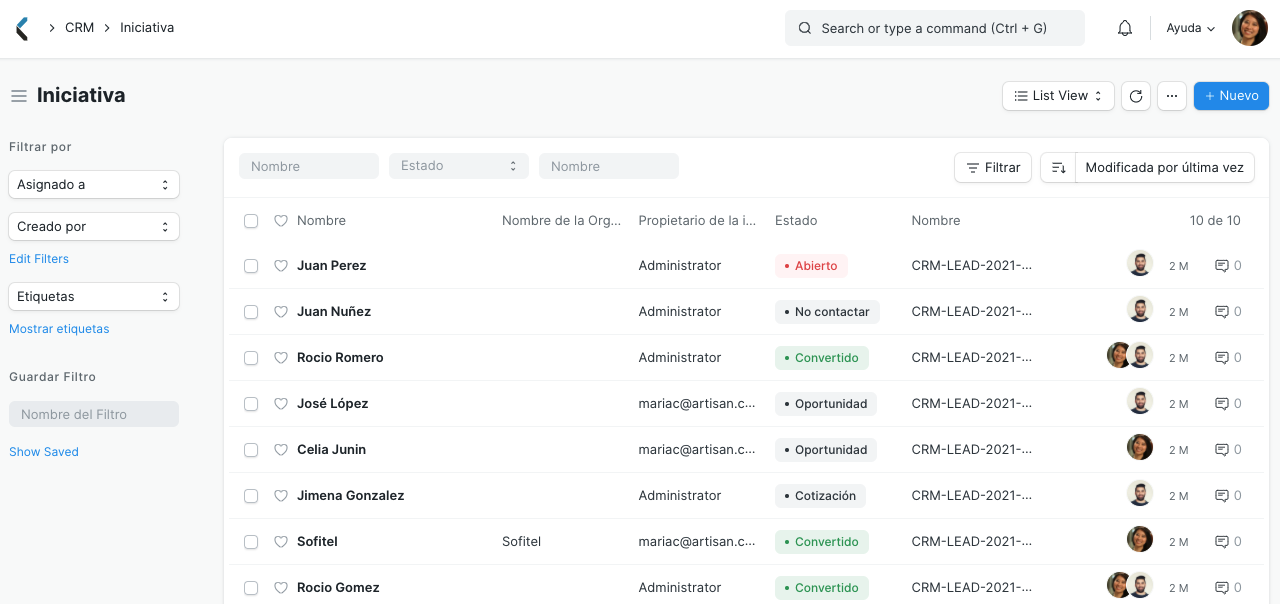 CRM Iniciativa
Search or type a command (Ctrl + G)
Ayuda
Iniciativa
List View
...
+ Nuevo
Filtrar por
Asignado a
Creado por
Edit Filters
Etiquetas
Mostrar etiquetas
Guardar Filtro
Nombre del Filtro
Show Saved
Nombre Estado Nombre
Filtrar
Modificada por última vez
Nombre Nombre de la Org... Propietario de la i... Estado Nombre 10 de 10
Juan Perez Administrator Abierto CRM-LEAD-2021-... 2 M 0
Juan Nuñez Administrator No contactar CRM-LEAD-2021-... 2 M 0
Rocio Romero Administrator Convertido CRM-LEAD-2021-... 2 M 0
José López mariac@artisan.c... Oportunidad CRM-LEAD-2021-... 2 M 0
Celia Junin mariac@artisan.c... Oportunidad CRM-LEAD-2021-... 2 M 0
Jimena Gonzalez Administrator Cotización CRM-LEAD-2021-... 2 M 0
Sofitel Sofitel mariac@artisan.c... Convertido CRM-LEAD-2021-... 2 M 0
Rocio Gomez Administrator Convertido CRM-LEAD-2021-... 2 M 0